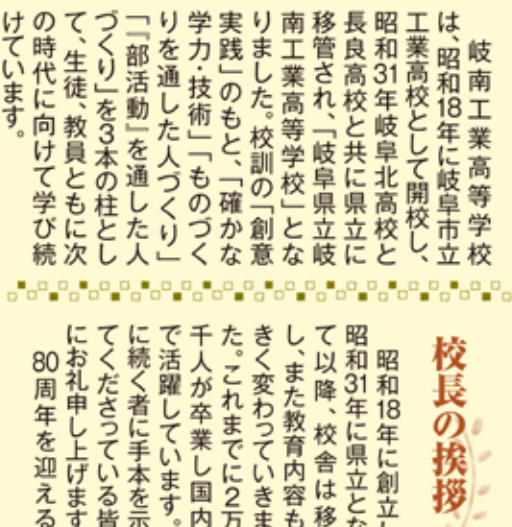 岐南工業高等学校
は、昭和18年に岐阜市立
工業高校として開校し、
昭和31年岐阜北高校と
長良高校と共に県立に
移管され、「岐阜県立岐
南工業高等学校」とな
りました。校訓の「創意
実践」のもと、「確かな
学力・技術」「ものづく
りを通した人づくり」
「『部活動』を通した人
づくり」を3本の柱とし
て、生徒、教員ともに次
の時代に向けて学び続
けています。
校長の挨拶
昭和18年に創立し
昭和31年に県立とな
て以降、校舎は移
し、また教育内容も
きく変わっていきま
た。これまでに2万
千人が卒業し国内
で活躍しています。
に続く者に手本を示
てくださっている皆
にお礼申し上げます
80周年を迎える